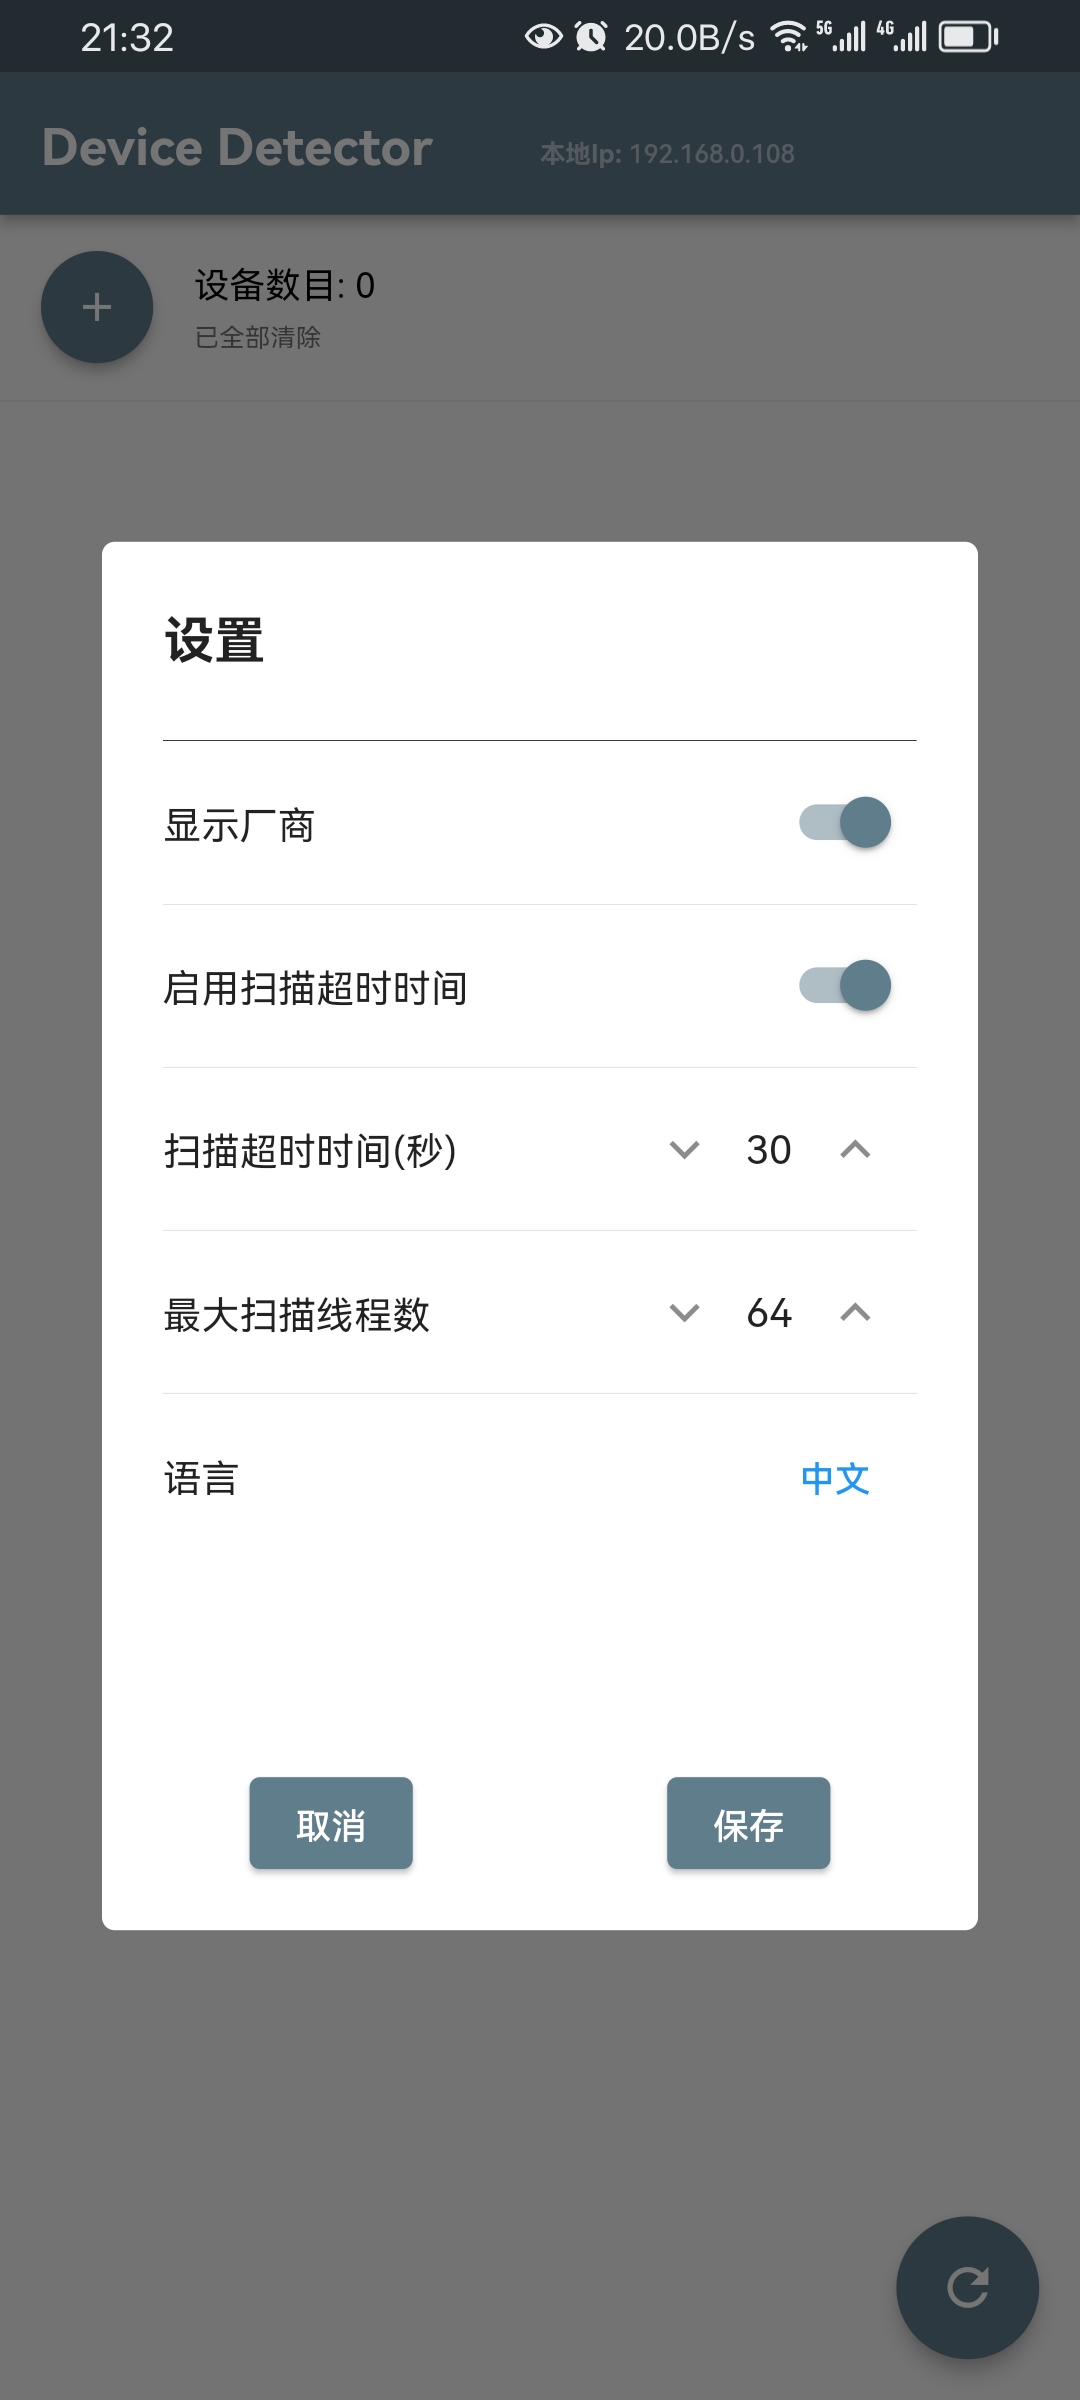 21:32 20.0B/s 5G 4G
Device Detector 本地Ip: 192.168.0.108
设备数目: 0
已全部清除
设置
显示厂商
启用扫描超时时间
扫描超时时间(秒) 30
最大扫描线程数 64
语言 中文
取消 保存